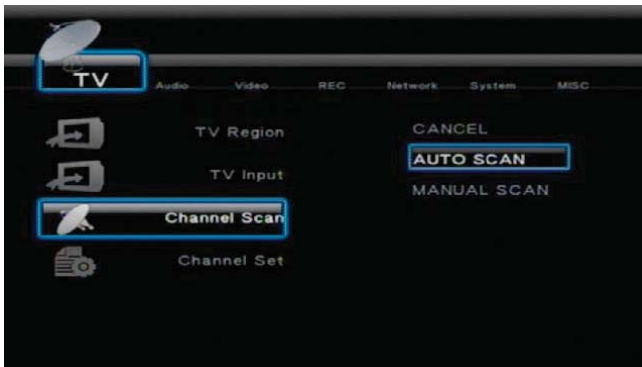 TV Audio Video REC Network System MISC
TV Region
TV Input
Channel Scan
Channel Set
CANCEL
AUTO SCAN
MANUAL SCAN